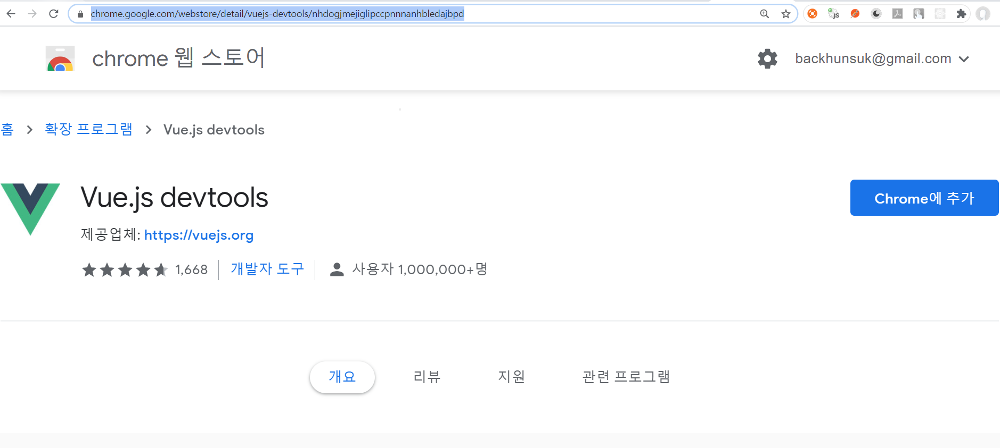 chrome.google.com/webstore/detail/vuejs-devtools/nhdogjmejiglipccpnnnanhbledajbpd
JS
chrome 웹 스토어
backhunsuk@gmail.com
홈 > 확장 프로그램 > Vue.js devtools
Vue.js devtools
Chrome에 추가
제공업체: https://vuejs.org
1,668 개발자 도구 사용자 1,000,000+명
개요 리뷰 지원 관련 프로그램